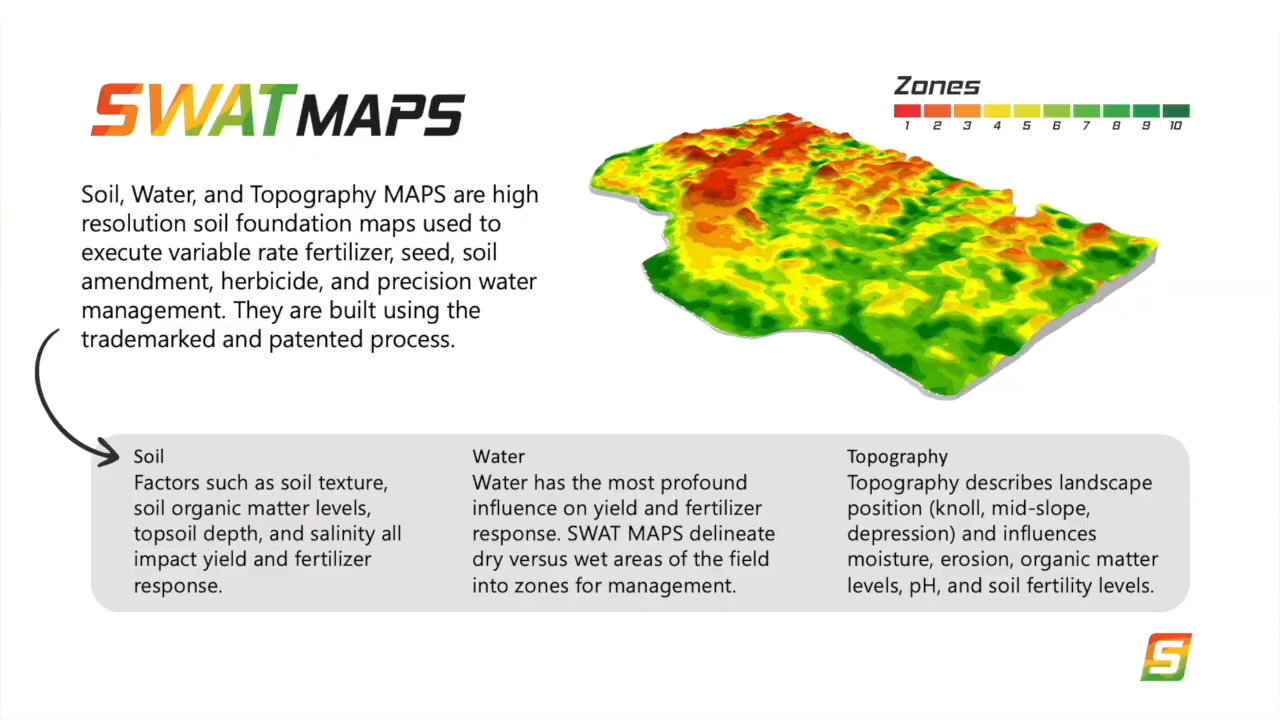 SWAT MAPS
Zones
1 2 3 4 5 6 7 8 9 10
Soil, Water, and Topography MAPS are high
resolution soil foundation maps used to
execute variable rate fertilizer, seed, soil
amendment, herbicide, and precision water
management. They are built using the
trademarked and patented process.
Soil
Factors such as soil texture,
soil organic matter levels,
topsoil depth, and salinity all
impact yield and fertilizer
response.
Water
Water has the most profound
influence on yield and fertilizer
response. SWAT MAPS delineate
dry versus wet areas of the field
into zones for management.
Topography
Topography describes landscape
position (knoll, mid-slope,
depression) and influences
moisture, erosion, organic matter
levels, pH, and soil fertility levels.
S